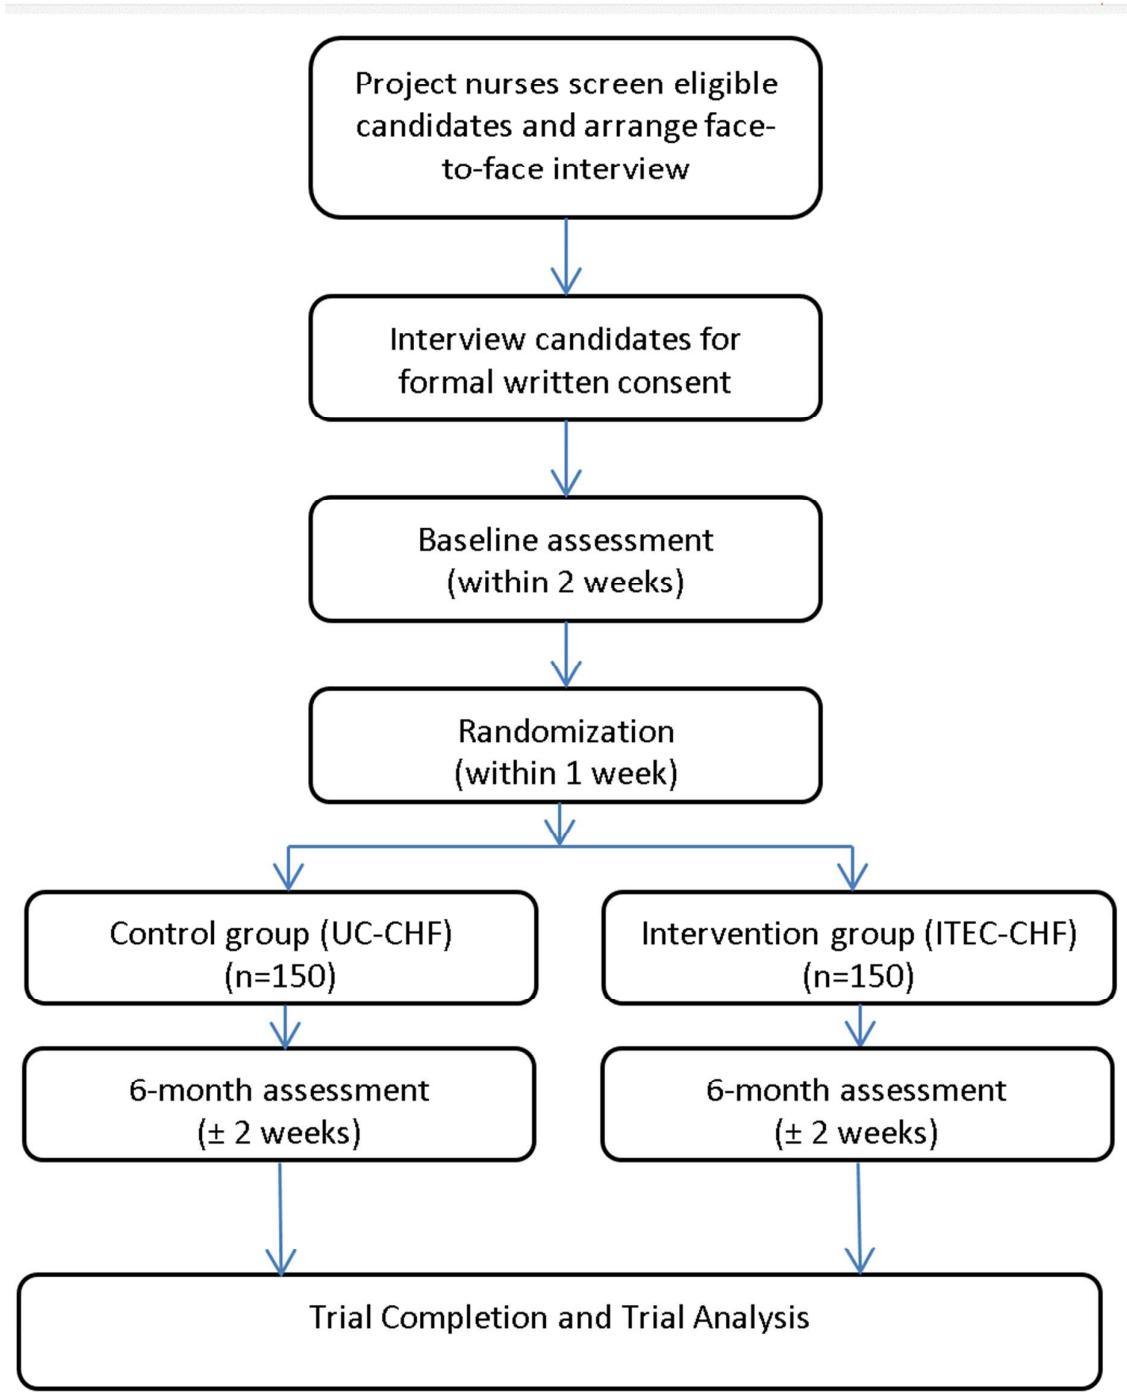 Project nurses screen eligible
candidates and arrange face-
to-face interview
Interview candidates for
formal written consent
Baseline assessment
(within 2 weeks)
Randomization
(within 1 week)
Control group (UC-CHF)
(n=150)
Intervention group (ITEC-CHF)
(n=150)
6-month assessment
(± 2 weeks)
6-month assessment
(± 2 weeks)
Trial Completion and Trial Analysis